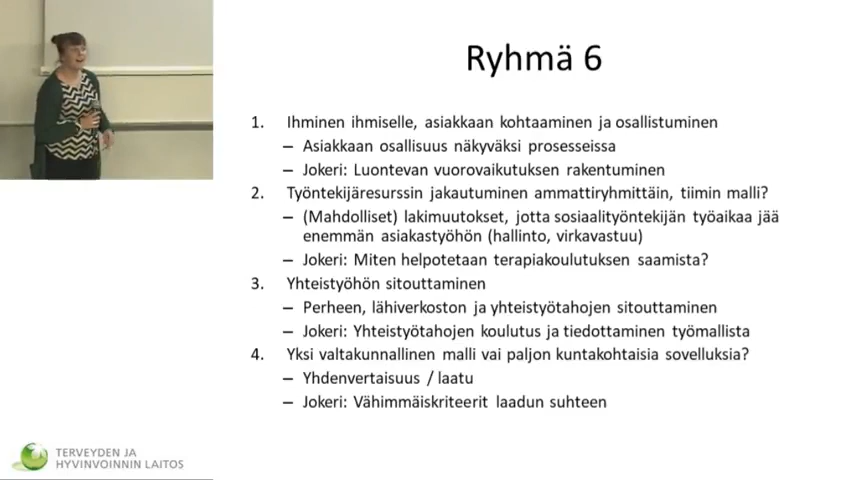 Ryhmä 6
1. Ihminen ihmiselle, asiakkaan kohtaaminen ja osallistuminen
– Asiakkaan osallisuus näkyväksi prosesseissa
– Jokeri: Luontevan vuorovaikutuksen rakentuminen
2. Työntekijäresurssin jakautuminen ammattiryhmittäin, tiimin malli?
– (Mahdolliset) lakimuutokset, jotta sosiaalityöntekijän työaikaa jää
enemmän asiakastyöhön (hallinto, virkavastuu)
– Jokeri: Miten helpotetaan terapiakoulutuksen saamista?
3. Yhteistyöhön sitouttaminen
– Perheen, lähiverkoston ja yhteistyötahojen sitouttaminen
– Jokeri: Yhteistyötahojen koulutus ja tiedottaminen työmallista
4. Yksi valtakunnallinen malli vai paljon kuntakohtaisia sovelluksia?
– Yhdenvertaisuus / laatu
– Jokeri: Vähimmäiskriteerit laadun suhteen
TERVEYDEN JA
HYVINVOINNIN LAITOS